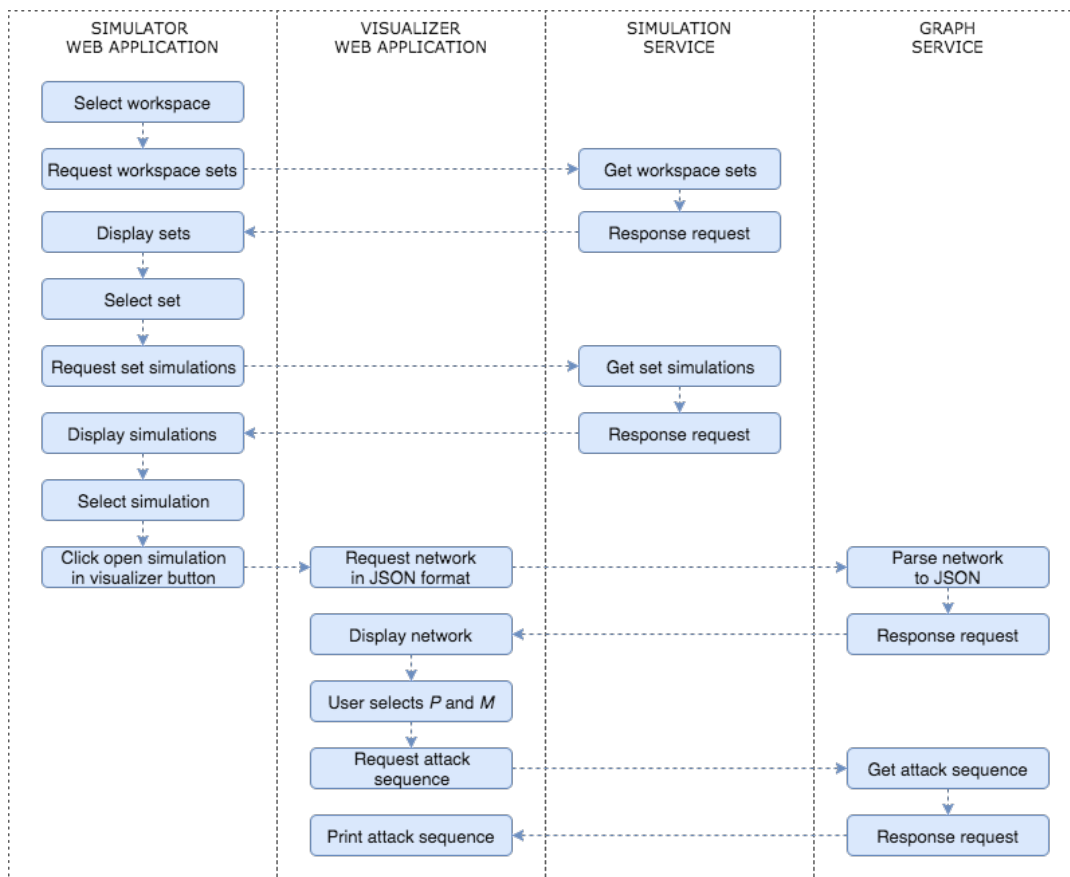 SIMULATOR
WEB APPLICATION
VISUALIZER
WEB APPLICATION
SIMULATION
SERVICE
GRAPH
SERVICE
Select workspace
Request workspace sets
Get workspace sets
Display sets
Response request
Select set
Request set simulations
Get set simulations
Display simulations
Response request
Select simulation
Click open simulation
in visualizer button
Request network
in JSON format
Parse network
to JSON
Display network
Response request
User selects P and M
Request attack
sequence
Get attack sequence
Print attack sequence
Response request